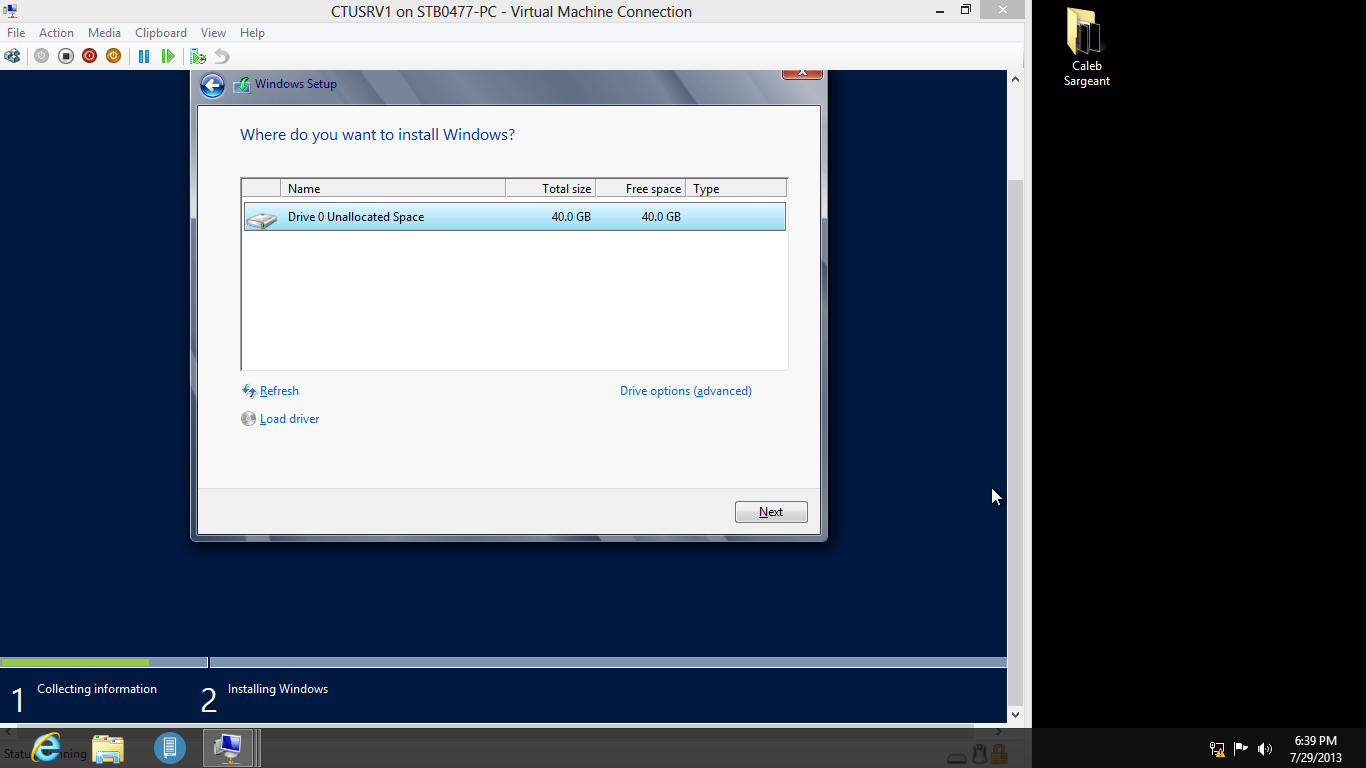 CTUSRV1 on STB0477-PC - Virtual Machine Connection
File Action Media Clipboard View Help
Caleb
Sargeant
Windows Setup
Where do you want to install Windows?
Name Total size Free space Type
Drive 0 Unallocated Space 40.0 GB 40.0 GB
Refresh Drive options (advanced)
Load driver
Next
1 Collecting information 2 Installing Windows
6:39 PM
7/29/2013